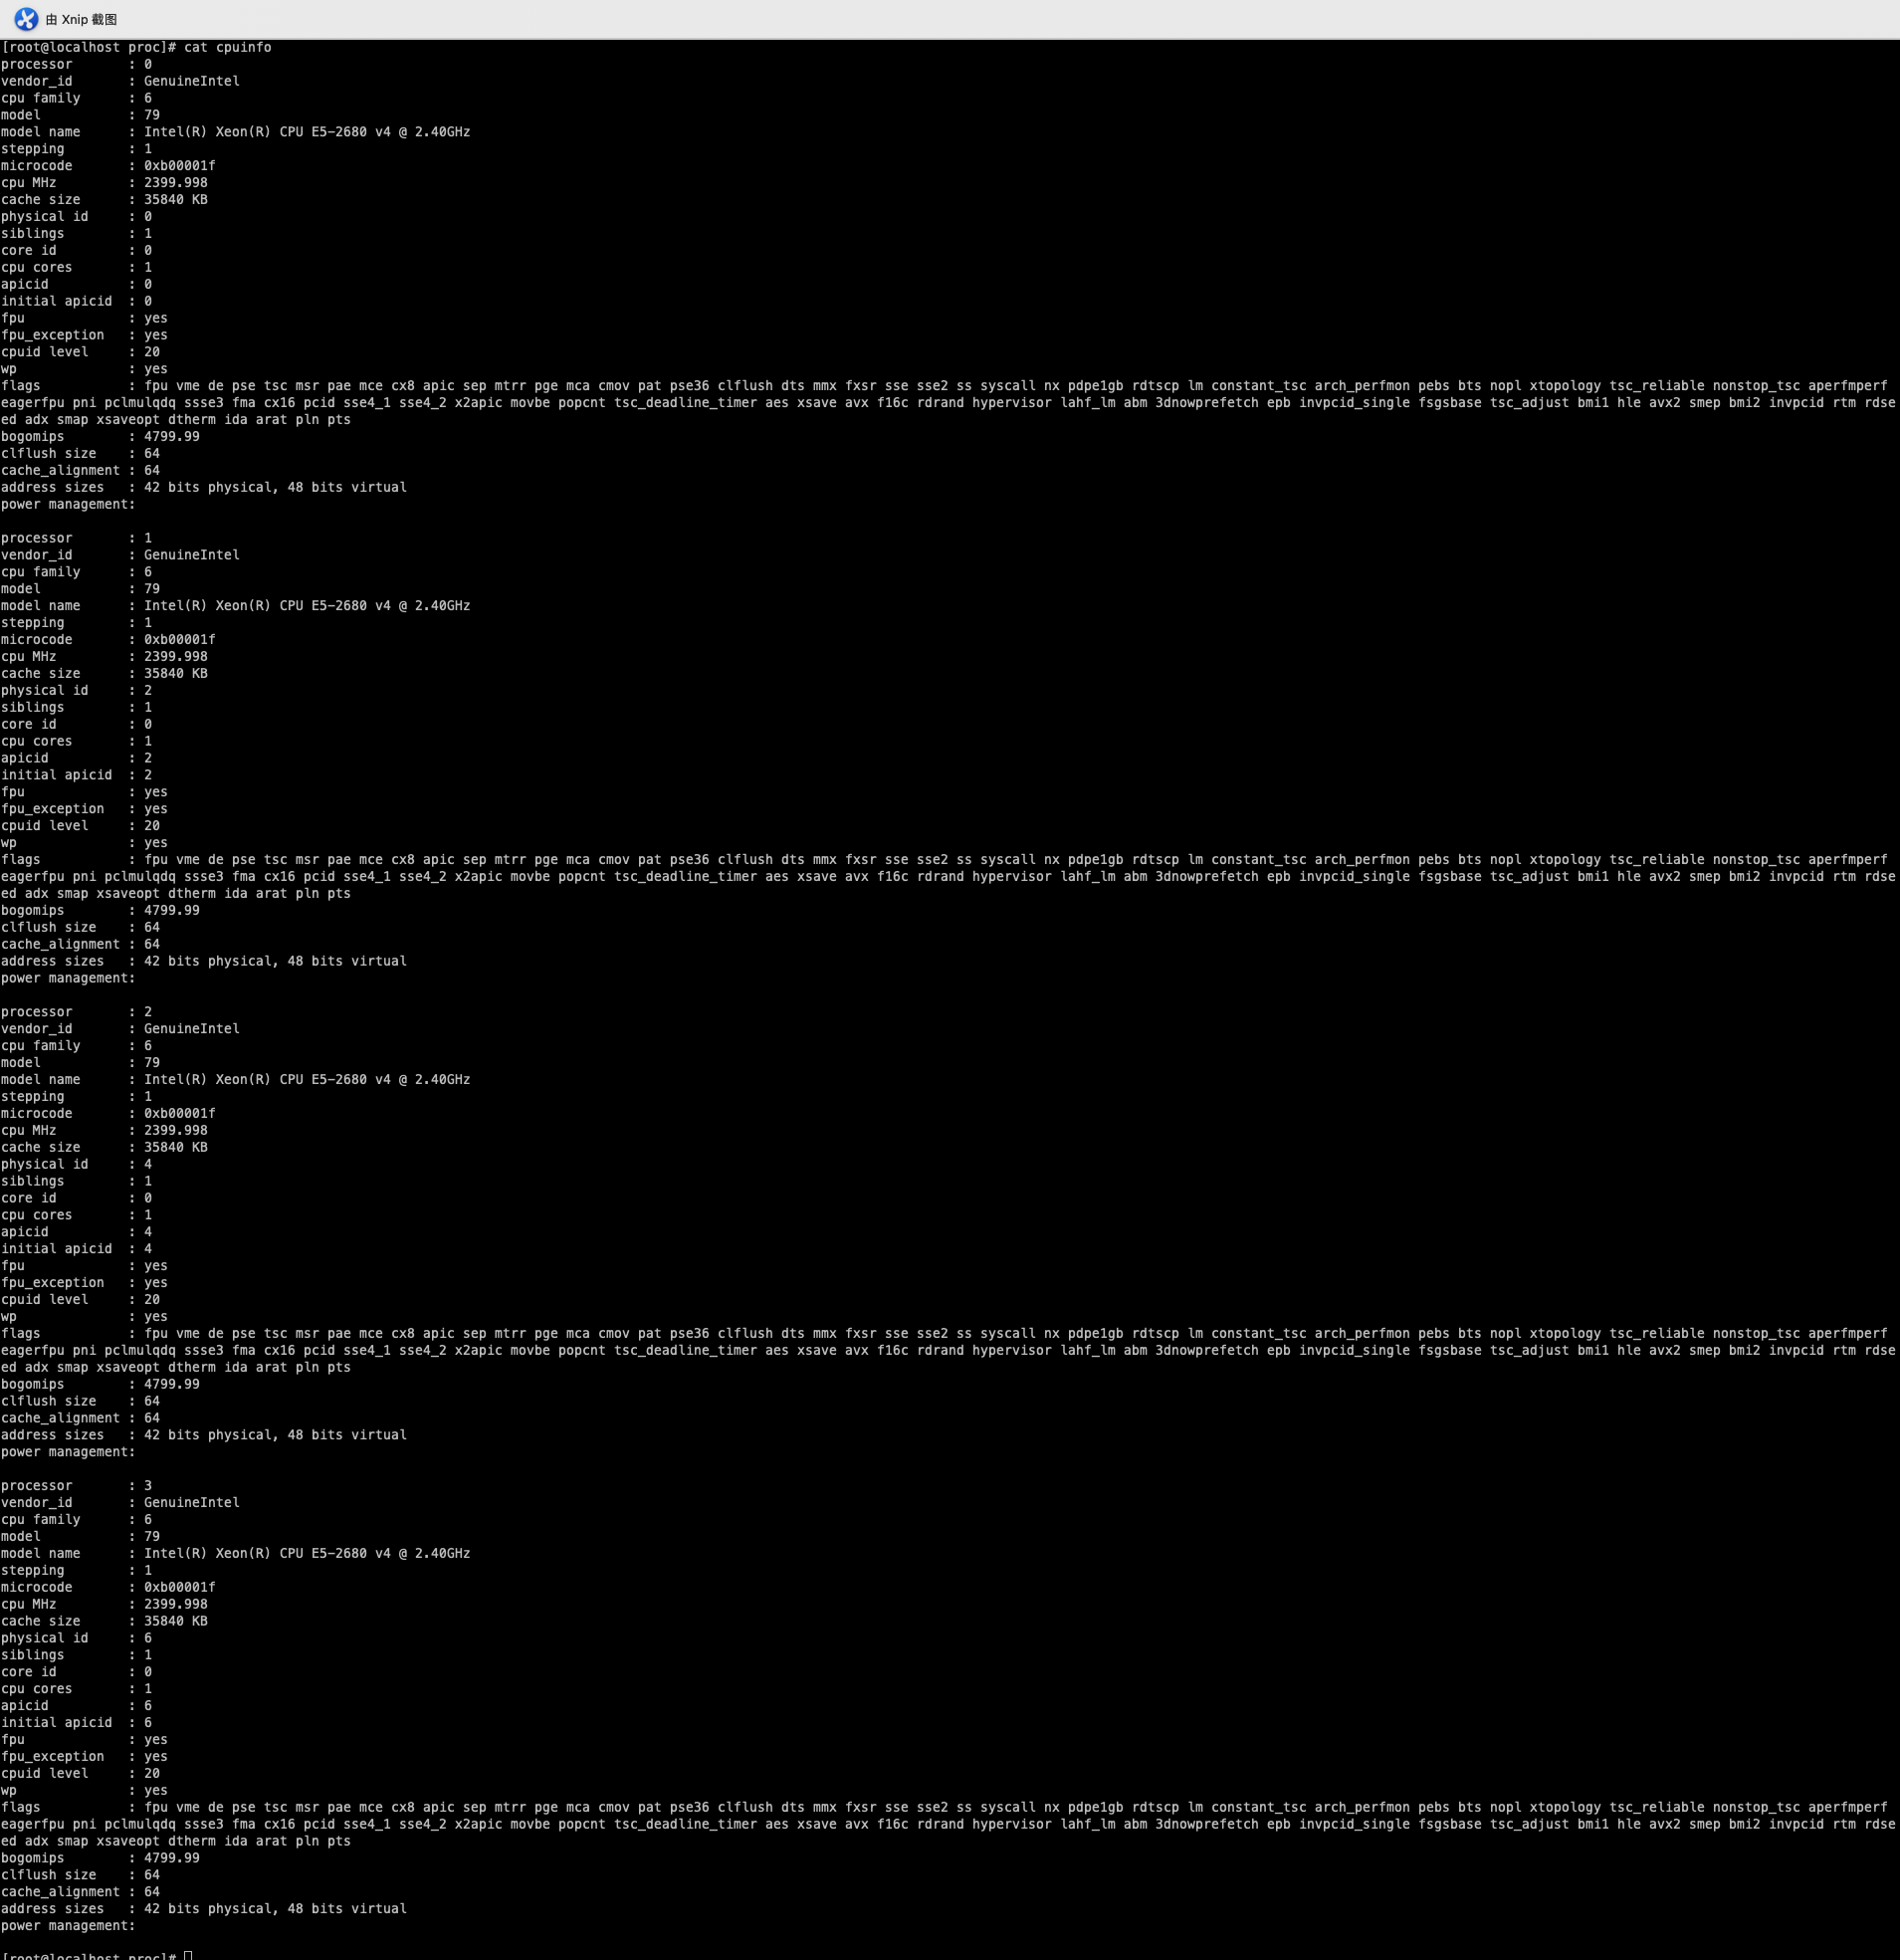 由 Xnip 截图
[root@localhost proc]# cat cpuinfo
processor       : 0
vendor_id       : GenuineIntel
cpu family      : 6
model           : 79
model name      : Intel(R) Xeon(R) CPU E5-2680 v4 @ 2.40GHz
stepping        : 1
microcode       : 0xb00001f
cpu MHz         : 2399.998
cache size      : 35840 KB
physical id     : 0
siblings        : 1
core id         : 0
cpu cores       : 1
apicid          : 0
initial apicid  : 0
fpu             : yes
fpu_exception   : yes
cpuid level     : 20
wp              : yes
flags           : fpu vme de pse tsc msr pae mce cx8 apic sep mtrr pge mca cmov pat pse36 clflush dts mmx fxsr sse sse2 ss syscall nx pdpe1gb rdtscp lm constant_tsc arch_perfmon pebs bts nopl xtopology tsc_reliable nonstop_tsc aperfmperf
eagerfpu pni pclmulqdq ssse3 fma cx16 pcid sse4_1 sse4_2 x2apic movbe popcnt tsc_deadline_timer aes xsave avx f16c rdrand hypervisor lahf_lm abm 3dnowprefetch epb invpcid_single fsgsbase tsc_adjust bmi1 hle avx2 smep bmi2 invpcid rtm rdse
ed adx smap xsaveopt dtherm ida arat pln pts
bogomips        : 4799.99
clflush size    : 64
cache_alignment : 64
address sizes   : 42 bits physical, 48 bits virtual
power management:

processor       : 1
vendor_id       : GenuineIntel
cpu family      : 6
model           : 79
model name      : Intel(R) Xeon(R) CPU E5-2680 v4 @ 2.40GHz
stepping        : 1
microcode       : 0xb00001f
cpu MHz         : 2399.998
cache size      : 35840 KB
physical id     : 2
siblings        : 1
core id         : 0
cpu cores       : 1
apicid          : 2
initial apicid  : 2
fpu             : yes
fpu_exception   : yes
cpuid level     : 20
wp              : yes
flags           : fpu vme de pse tsc msr pae mce cx8 apic sep mtrr pge mca cmov pat pse36 clflush dts mmx fxsr sse sse2 ss syscall nx pdpe1gb rdtscp lm constant_tsc arch_perfmon pebs bts nopl xtopology tsc_reliable nonstop_tsc aperfmperf
eagerfpu pni pclmulqdq ssse3 fma cx16 pcid sse4_1 sse4_2 x2apic movbe popcnt tsc_deadline_timer aes xsave avx f16c rdrand hypervisor lahf_lm abm 3dnowprefetch epb invpcid_single fsgsbase tsc_adjust bmi1 hle avx2 smep bmi2 invpcid rtm rdse
ed adx smap xsaveopt dtherm ida arat pln pts
bogomips        : 4799.99
clflush size    : 64
cache_alignment : 64
address sizes   : 42 bits physical, 48 bits virtual
power management:

processor       : 2
vendor_id       : GenuineIntel
cpu family      : 6
model           : 79
model name      : Intel(R) Xeon(R) CPU E5-2680 v4 @ 2.40GHz
stepping        : 1
microcode       : 0xb00001f
cpu MHz         : 2399.998
cache size      : 35840 KB
physical id     : 4
siblings        : 1
core id         : 0
cpu cores       : 1
apicid          : 4
initial apicid  : 4
fpu             : yes
fpu_exception   : yes
cpuid level     : 20
wp              : yes
flags           : fpu vme de pse tsc msr pae mce cx8 apic sep mtrr pge mca cmov pat pse36 clflush dts mmx fxsr sse sse2 ss syscall nx pdpe1gb rdtscp lm constant_tsc arch_perfmon pebs bts nopl xtopology tsc_reliable nonstop_tsc aperfmperf
eagerfpu pni pclmulqdq ssse3 fma cx16 pcid sse4_1 sse4_2 x2apic movbe popcnt tsc_deadline_timer aes xsave avx f16c rdrand hypervisor lahf_lm abm 3dnowprefetch epb invpcid_single fsgsbase tsc_adjust bmi1 hle avx2 smep bmi2 invpcid rtm rdse
ed adx smap xsaveopt dtherm ida arat pln pts
bogomips        : 4799.99
clflush size    : 64
cache_alignment : 64
address sizes   : 42 bits physical, 48 bits virtual
power management:

processor       : 3
vendor_id       : GenuineIntel
cpu family      : 6
model           : 79
model name      : Intel(R) Xeon(R) CPU E5-2680 v4 @ 2.40GHz
stepping        : 1
microcode       : 0xb00001f
cpu MHz         : 2399.998
cache size      : 35840 KB
physical id     : 6
siblings        : 1
core id         : 0
cpu cores       : 1
apicid          : 6
initial apicid  : 6
fpu             : yes
fpu_exception   : yes
cpuid level     : 20
wp              : yes
flags           : fpu vme de pse tsc msr pae mce cx8 apic sep mtrr pge mca cmov pat pse36 clflush dts mmx fxsr sse sse2 ss syscall nx pdpe1gb rdtscp lm constant_tsc arch_perfmon pebs bts nopl xtopology tsc_reliable nonstop_tsc aperfmperf
eagerfpu pni pclmulqdq ssse3 fma cx16 pcid sse4_1 sse4_2 x2apic movbe popcnt tsc_deadline_timer aes xsave avx f16c rdrand hypervisor lahf_lm abm 3dnowprefetch epb invpcid_single fsgsbase tsc_adjust bmi1 hle avx2 smep bmi2 invpcid rtm rdse
ed adx smap xsaveopt dtherm ida arat pln pts
bogomips        : 4799.99
clflush size    : 64
cache_alignment : 64
address sizes   : 42 bits physical, 48 bits virtual
power management:

[root@localhost proc]#